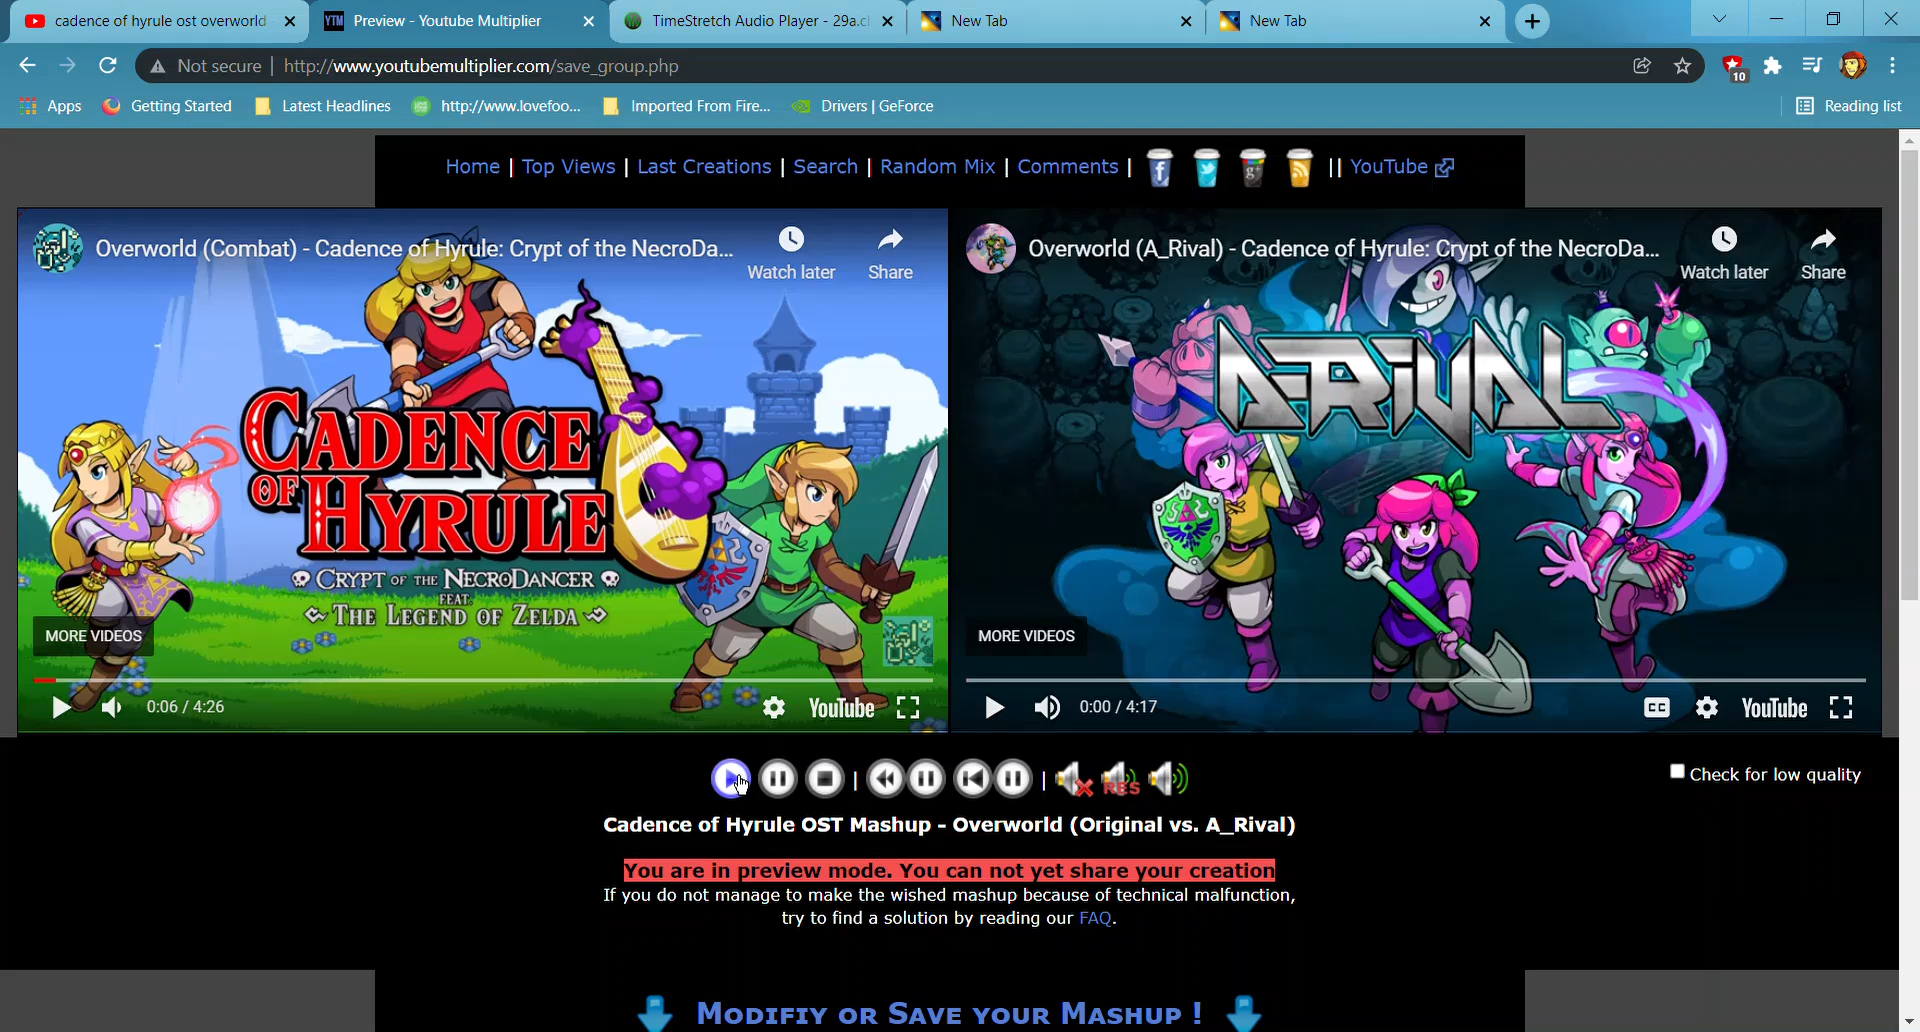 cadence of hyrule ost overworld
Preview - Youtube Multiplier
TimeStretch Audio Player - 29a.c
New Tab
New Tab
Not secure | http://www.youtubemultiplier.com/save_group.php
10
Apps
Getting Started
Latest Headlines
http://www.lovefoo...
Imported From Fire...
Drivers | GeForce
Reading list
Home | Top Views | Last Creations | Search | Random Mix | Comments | || YouTube
Overworld (Combat) - Cadence of Hyrule: Crypt of the NecroDa...
Watch later
Share
CADENCE
OF HYRULE
CRYPT OF THE NECRODANCER
FEAT.
THE LEGEND OF ZELDA
MORE VIDEOS
0:06 / 4:26
YouTube
Overworld (A_Rival) - Cadence of Hyrule: Crypt of the NecroDa...
Watch later
Share
A-RIVAL
MORE VIDEOS
0:00 / 4:17
CC
YouTube
| | RES
Check for low quality
Cadence of Hyrule OST Mashup - Overworld (Original vs. A_Rival)
You are in preview mode. You can not yet share your creation
If you do not manage to make the wished mashup because of technical malfunction,
try to find a solution by reading our FAQ.
MODIFIY OR SAVE YOUR MASHUP !